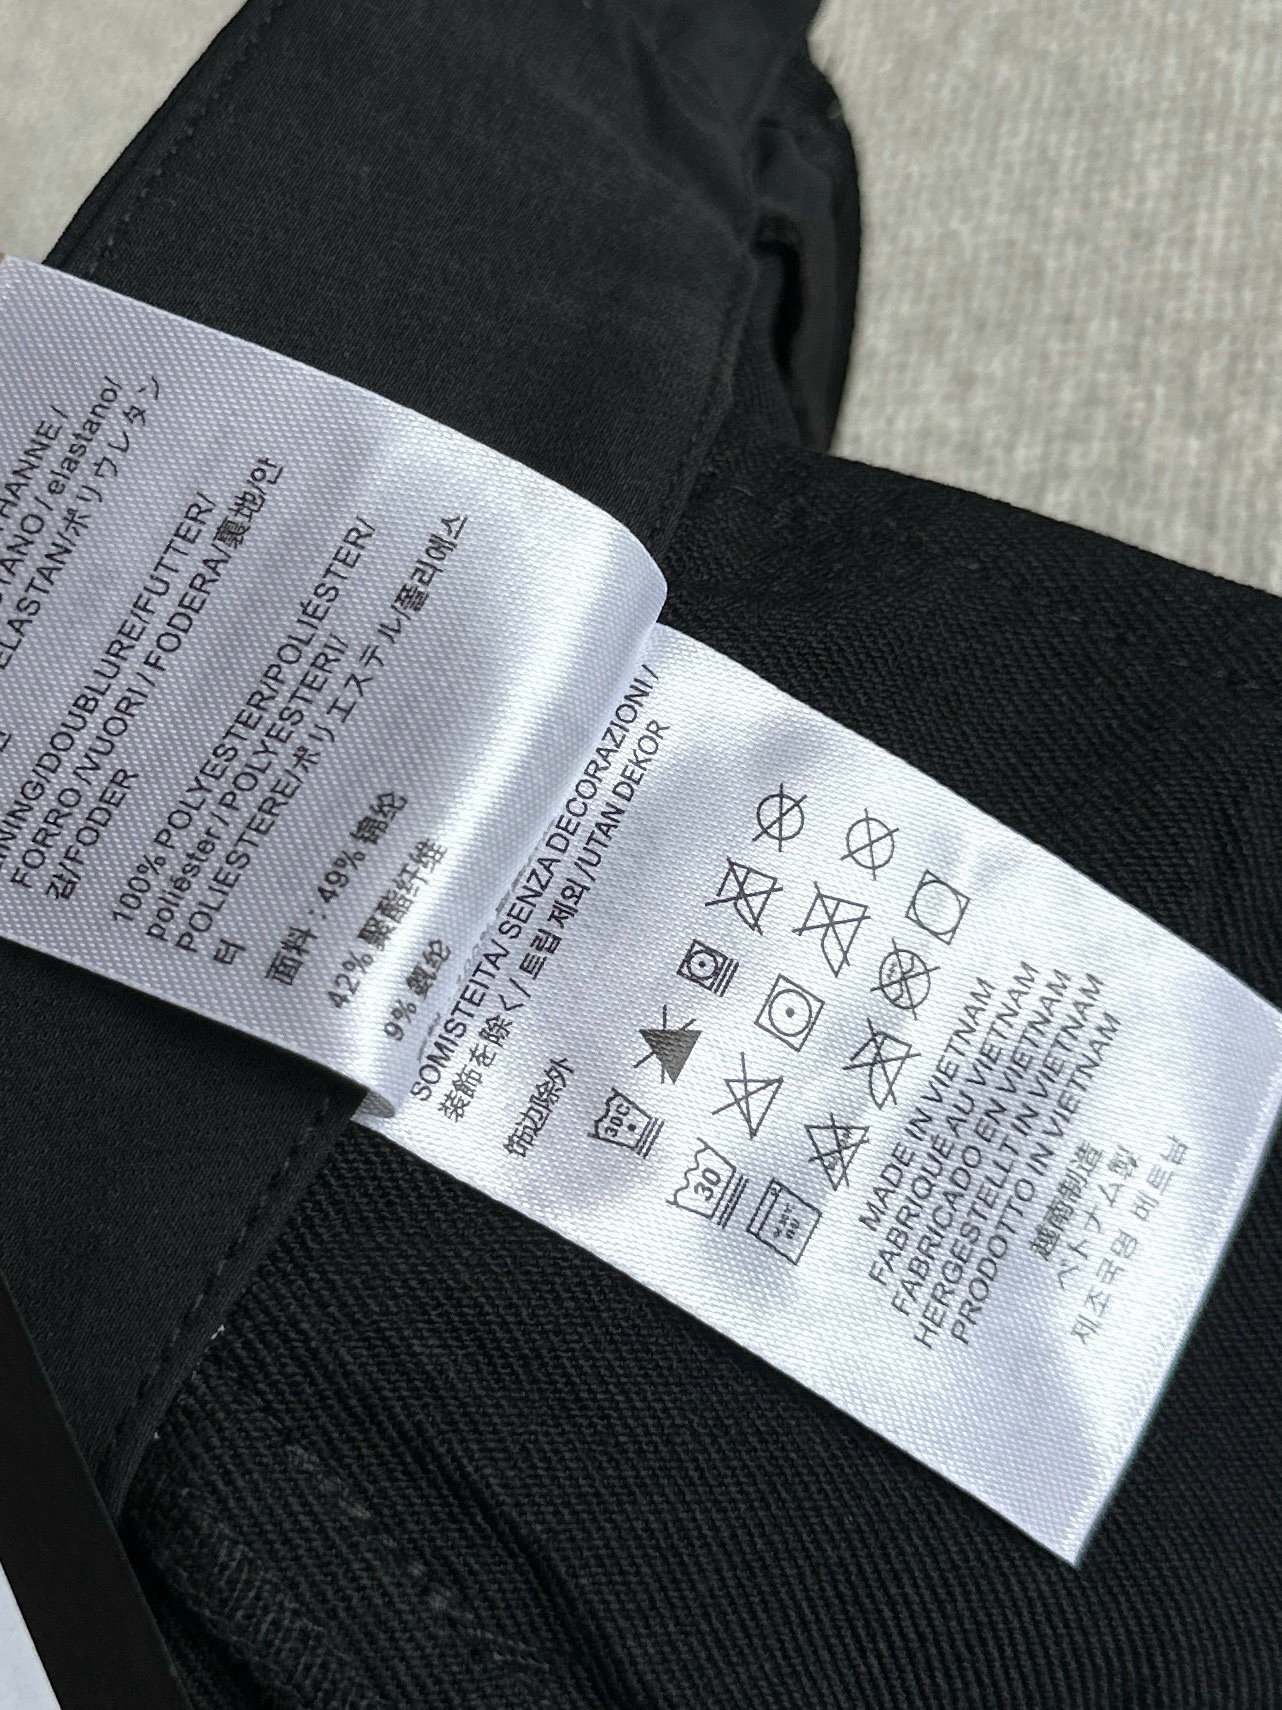 HANNE/
TANO / elastano/
ELASTAN/ポリウレタン
NING/DOUBLURE/FUTTER/
FORRO /VUORI / FODERA/裏地/안
감/FODER
100% POLYESTER/POLIÉSTER/
poliéster / POLYESTERI/
POLIESTERE/ポリエステル/폴리에스
터
面料 : 49% 锦纶
42% 聚酯纤维
9% 氨纶
SOMISTEITA/ SENZA DECORAZIONI /
装飾を除く/ 트림 제외 /UTAN DEKOR
饰边除外
30C
30
MADE IN VIETNAM
FABRIQUÉ AU VIETNAM
FABRICADO EN VIETNAM
HERGESTELLT IN VIETNAM
PRODOTTO IN VIETNAM
越南制造
ベトナム製
제조국명 베트남